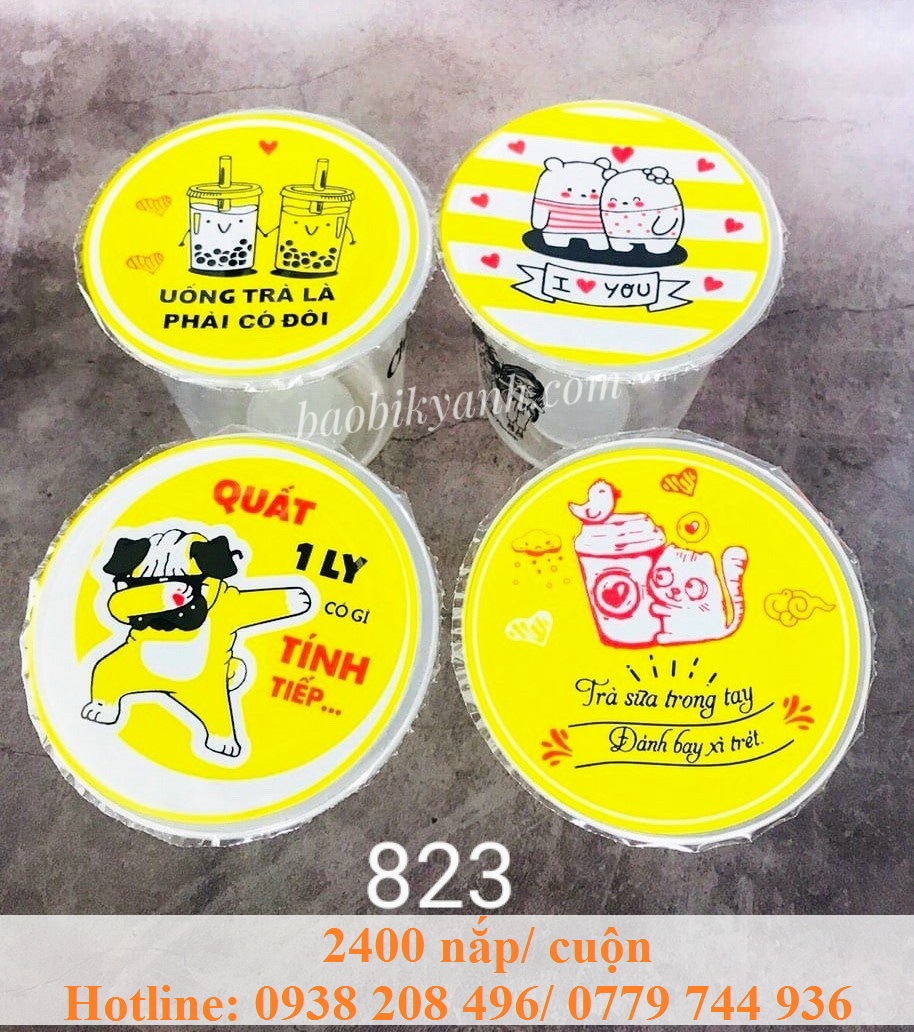 UỐNG TRÀ LÀ
PHẢI CÓ ĐÔI
I ♥ YOU
baobikyanh.com
QUẤT
1 LY
CÓ GÌ
TÍNH
TIẾP...
Trà sữa trong tay
Đánh bay xì trét.
823
2400 nắp/ cuộn
Hotline: 0938 208 496/ 0779 744 936